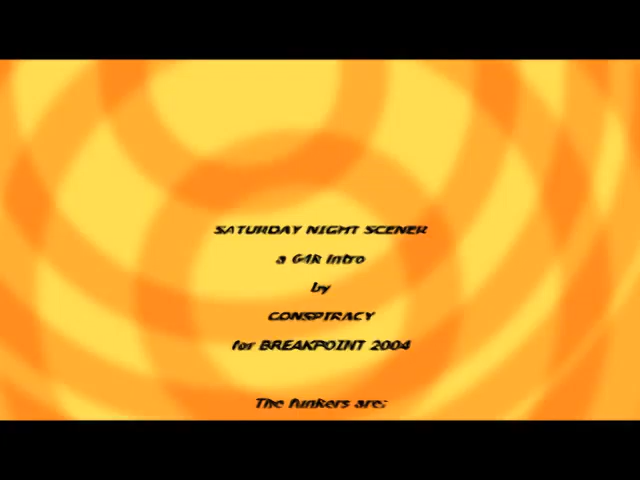 SATURDAY NIGHT SCENER
a 64k intro
by
CONSPIRACY
for BREAKPOINT 2004
The funkers are: